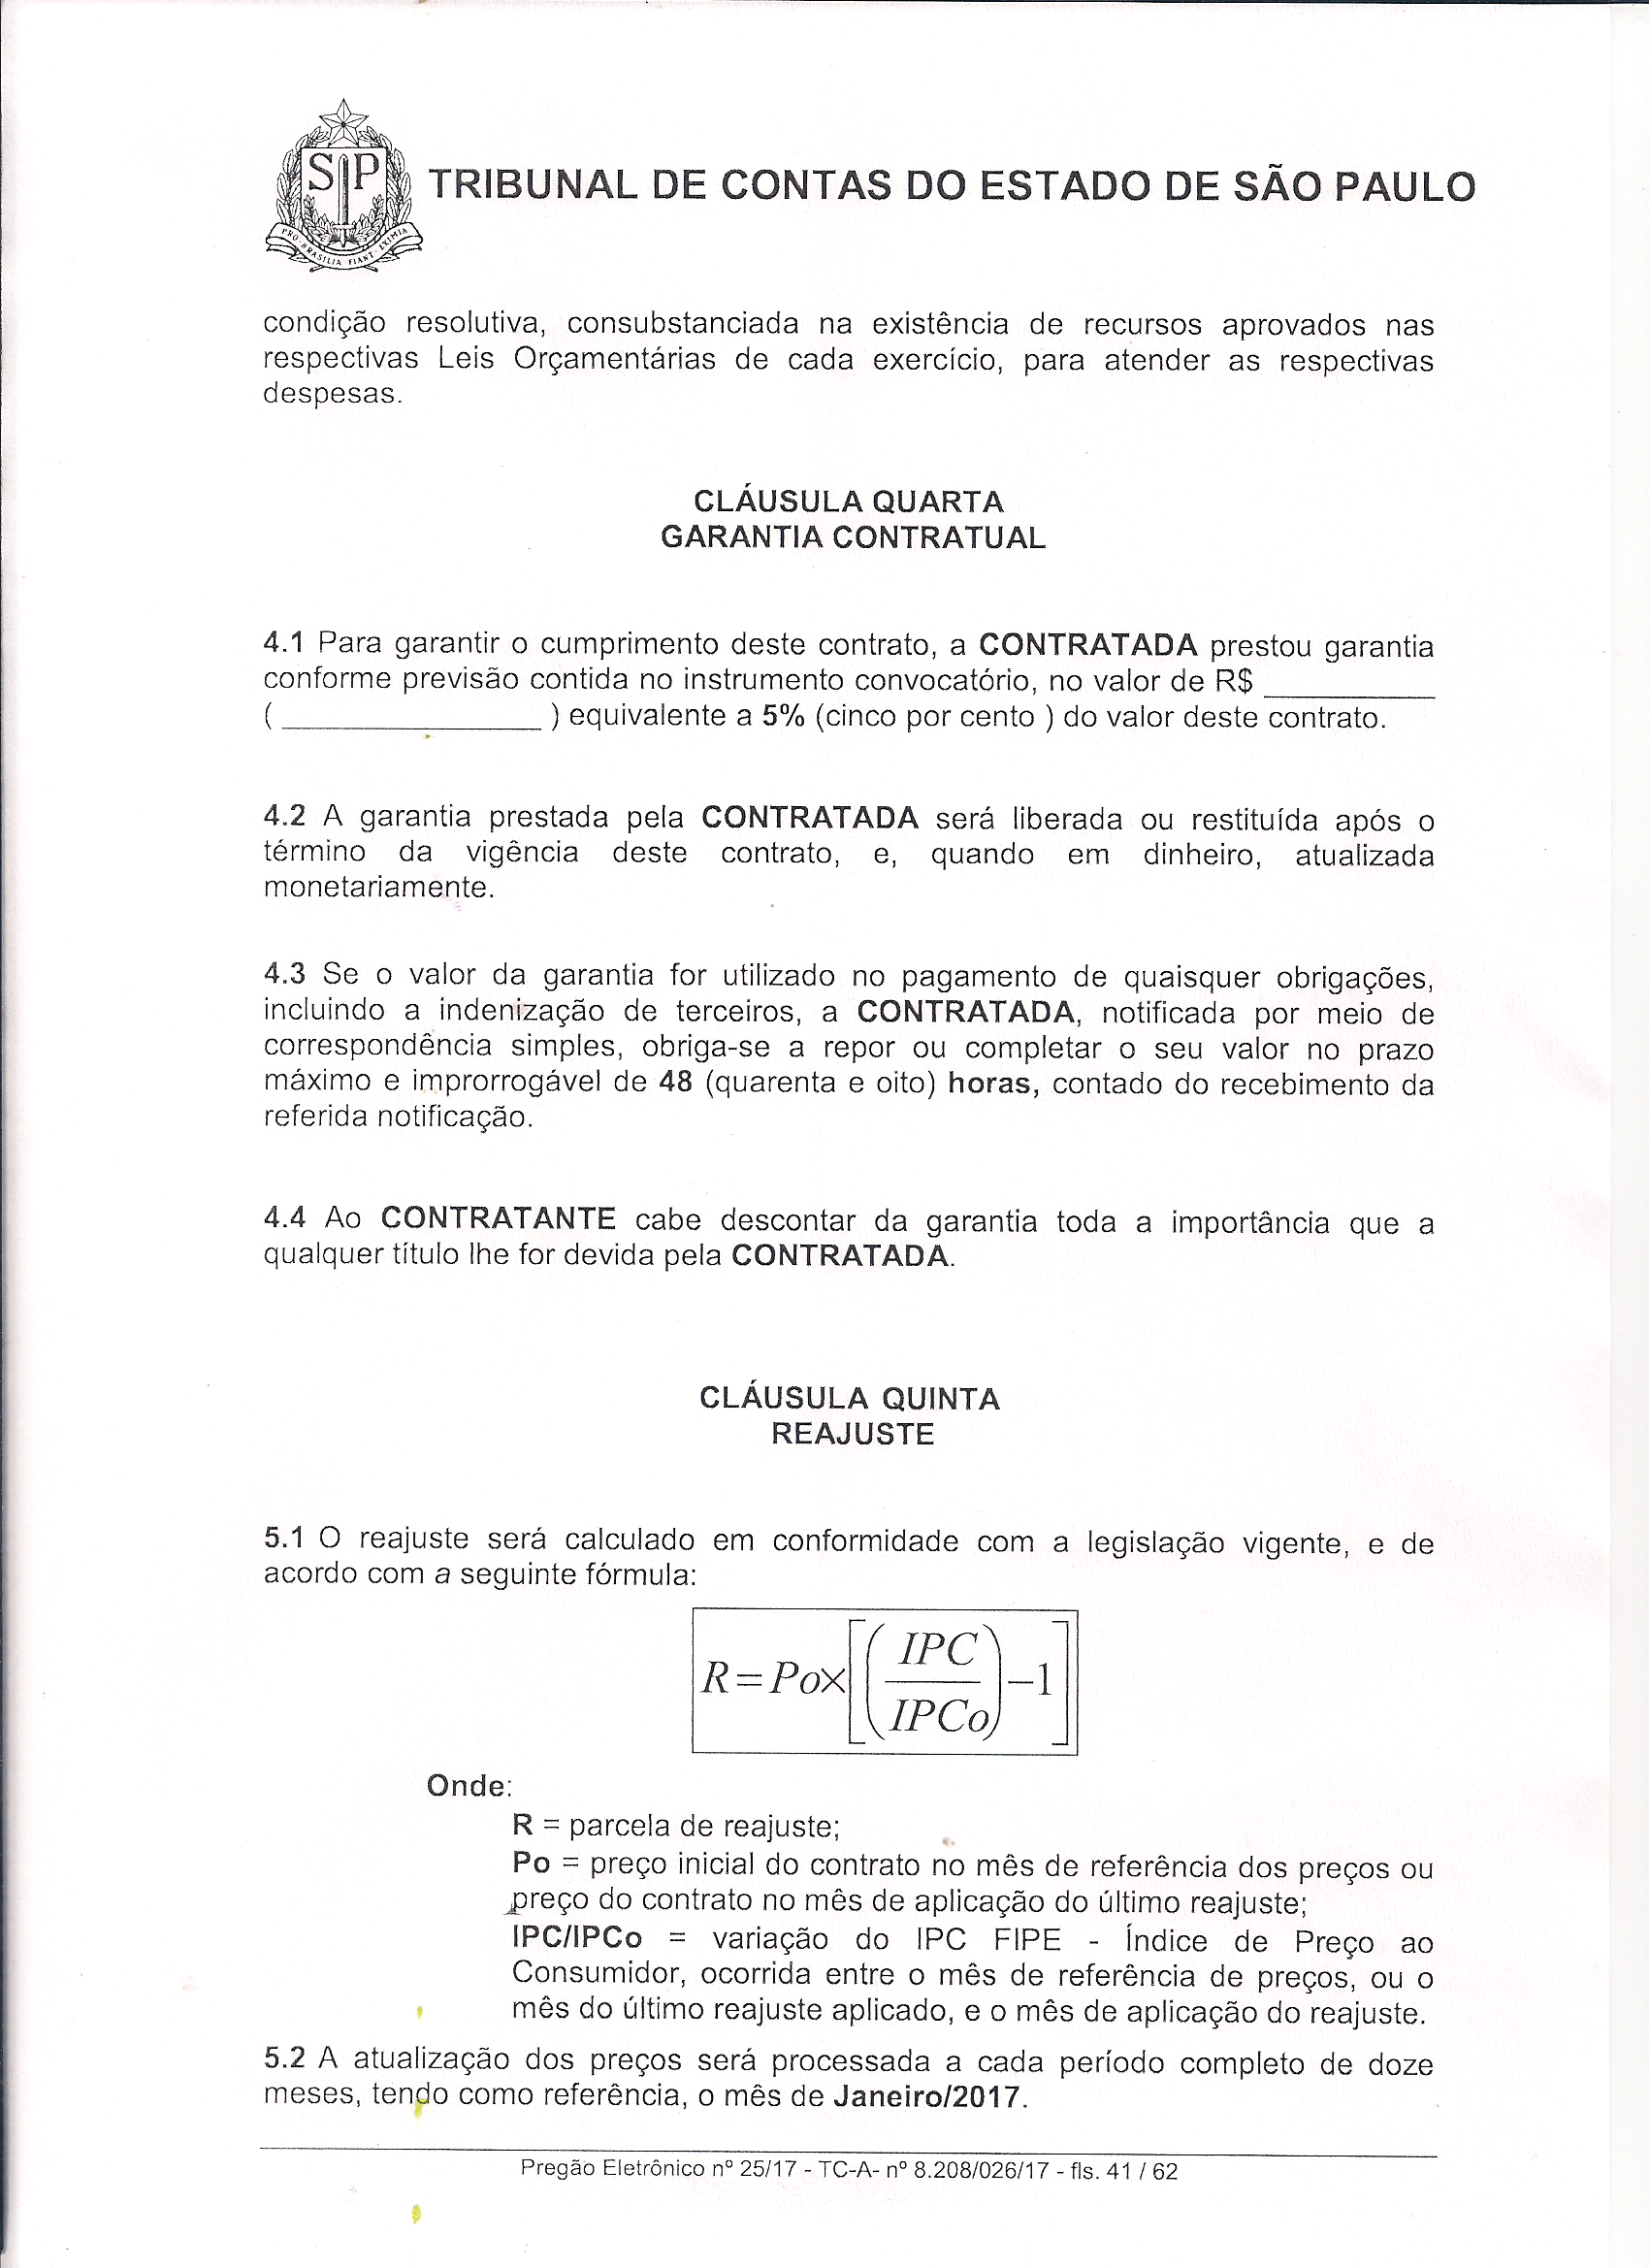 SP
PRO BRASILIA FIANT EXIMIA
TRIBUNAL DE CONTAS DO ESTADO DE SÃO PAULO
condição resolutiva, consubstanciada na existência de recursos aprovados nas
respectivas Leis Orçamentárias de cada exercício, para atender as respectivas
despesas.
CLÁUSULA QUARTA
GARANTIA CONTRATUAL
4.1 Para garantir o cumprimento deste contrato, a CONTRATADA prestou garantia
conforme previsão contida no instrumento convocatório, no valor de R$ ___________
( _________________ ) equivalente a 5% (cinco por cento ) do valor deste contrato.
4.2 A garantia prestada pela CONTRATADA será liberada ou restituída após o
término da vigência deste contrato, e, quando em dinheiro, atualizada
monetariamente.
4.3 Se o valor da garantia for utilizado no pagamento de quaisquer obrigações,
incluindo a indenização de terceiros, a CONTRATADA, notificada por meio de
correspondência simples, obriga-se a repor ou completar o seu valor no prazo
máximo e improrrogável de 48 (quarenta e oito) horas, contado do recebimento da
referida notificação.
4.4 Ao CONTRATANTE cabe descontar da garantia toda a importância que a
qualquer título lhe for devida pela CONTRATADA.
CLÁUSULA QUINTA
REAJUSTE
5.1 O reajuste será calculado em conformidade com a legislação vigente, e de
acordo com a seguinte fórmula:
R=Po×[(IPC/IPCo)−1]
Onde:
R = parcela de reajuste;
Po = preço inicial do contrato no mês de referência dos preços ou
preço do contrato no mês de aplicação do último reajuste;
IPC/IPCo = variação do IPC FIPE - Índice de Preço ao
Consumidor, ocorrida entre o mês de referência de preços, ou o
mês do último reajuste aplicado, e o mês de aplicação do reajuste.
5.2 A atualização dos preços será processada a cada período completo de doze
meses, tendo como referência, o mês de Janeiro/2017.
Pregão Eletrônico nº 25/17 - TC-A- nº 8.208/026/17 - fls. 41 / 62